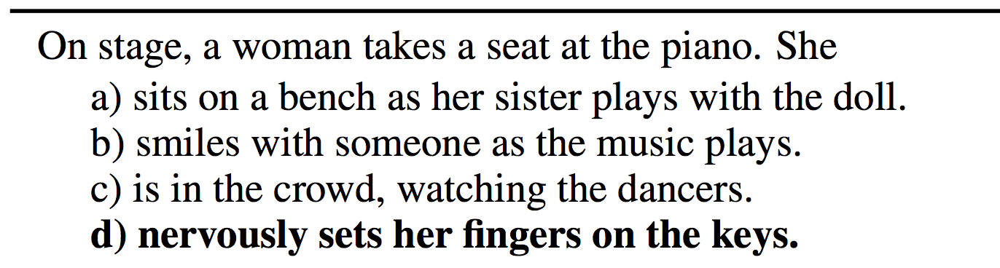 On stage, a woman takes a seat at the piano. She
a) sits on a bench as her sister plays with the doll.
b) smiles with someone as the music plays.
c) is in the crowd, watching the dancers.
d) nervously sets her fingers on the keys.